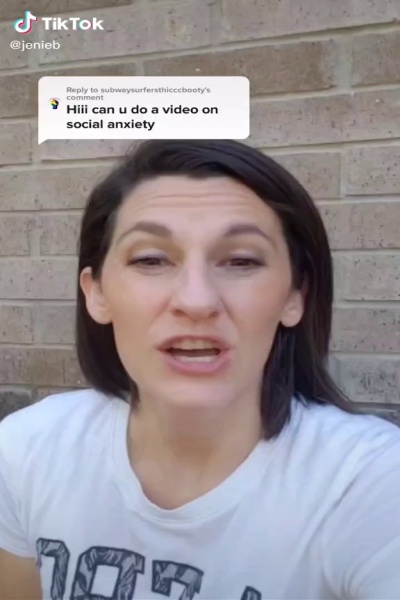 TikTok
@jenieb
Reply to subwaysurfersthicccbooty's
comment
Hiii can u do a video on
social anxiety